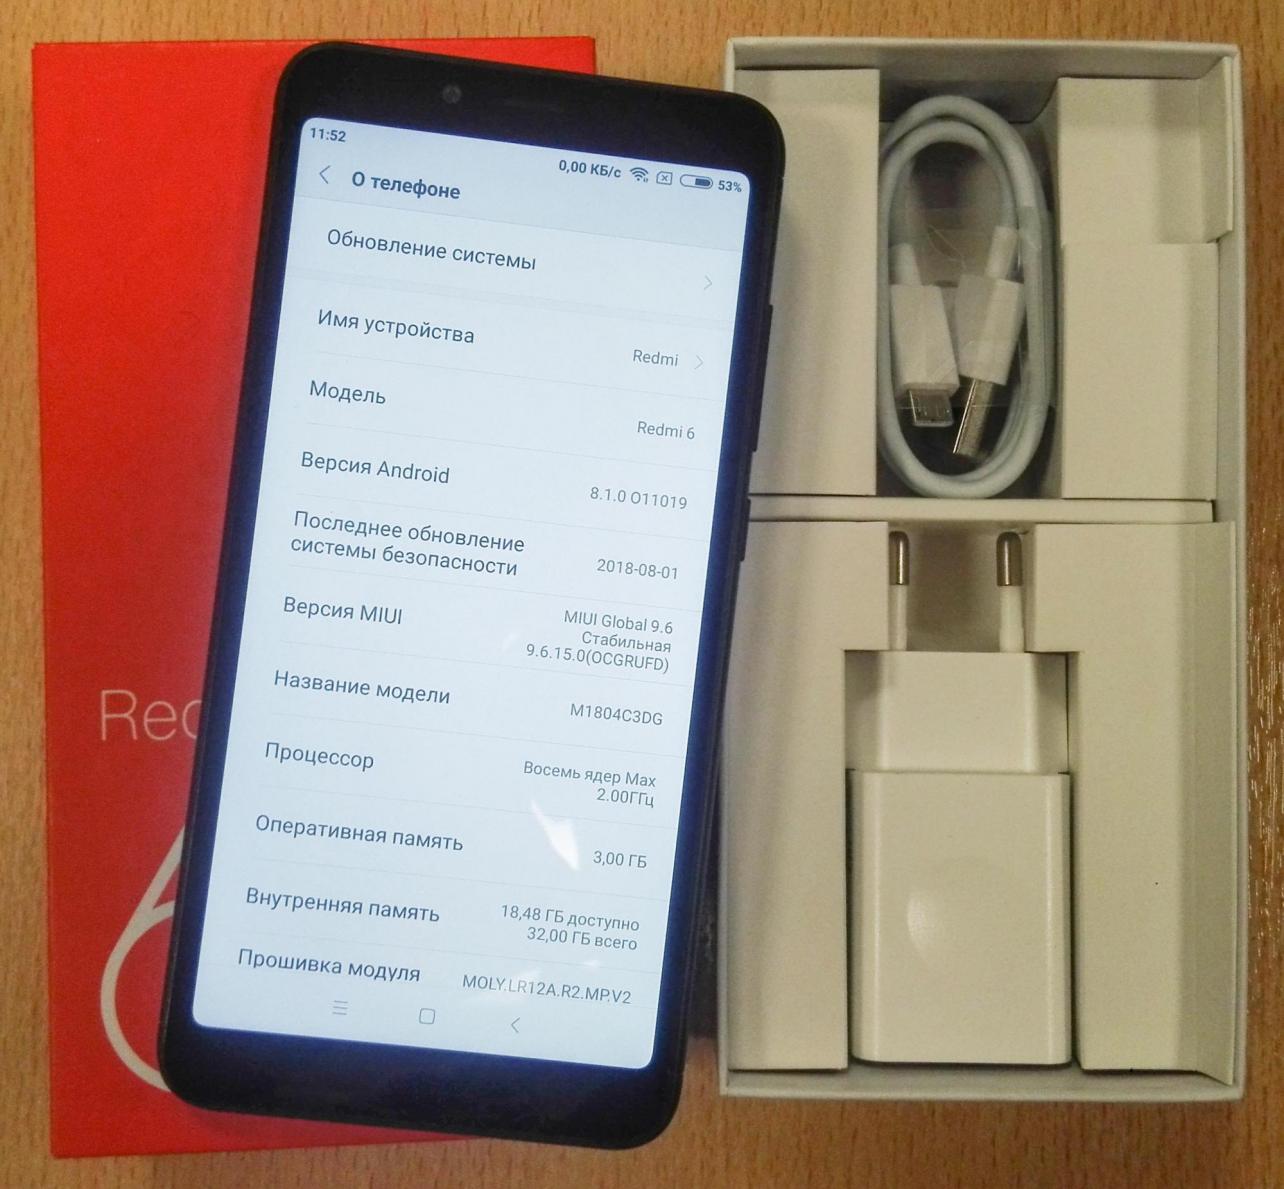 11:52
0,00 КБ/с
53%
О телефоне
Обновление системы
Имя устройства
Redmi
Модель
Redmi 6
Версия Android
8.1.0 O11019
Последнее обновление
системы безопасности
2018-08-01
Версия MIUI
MIUI Global 9.6
Стабильная
9.6.15.0(OCGRUFD)
Название модели
M1804C3DG
Процессор
Восемь ядер Max
2.00ГГц
Оперативная память
3,00 ГБ
Внутренняя память
18,48 ГБ доступно
32,00 ГБ всего
Прошивка модуля
MOLY.LR12A.R2.MP.V2
Red
6